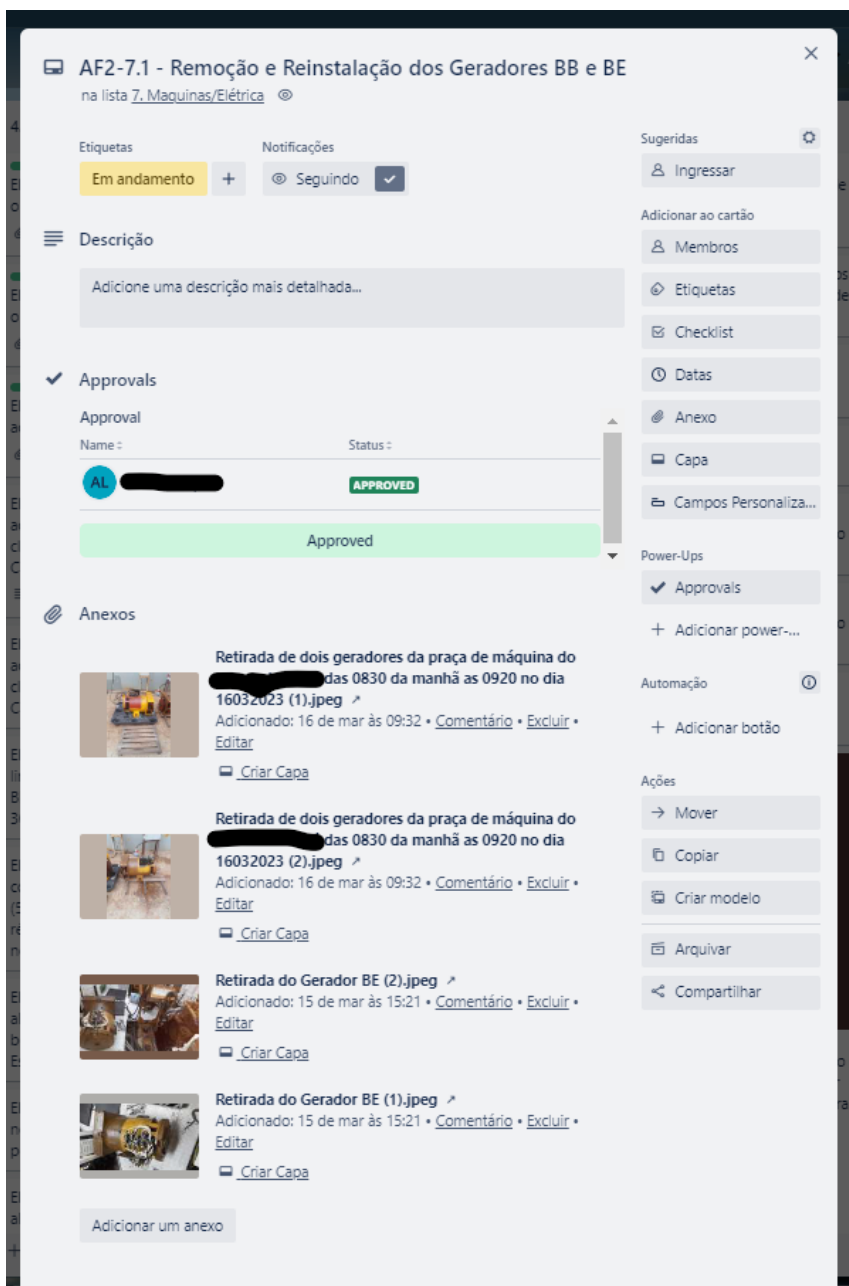 AF2-7.1 - Remoção e Reinstalação dos Geradores BB e BE
na lista 7. Maquinas/Elétrica
Etiquetas
Em andamento
+
Notificações
Seguindo
Descrição
Adicione uma descrição mais detalhada...
Approvals
Approval
Name
Status
AL
APPROVED
Approved
Anexos
Retirada de dois geradores da praça de máquina do
das 0830 da manhã as 0920 no dia
16032023 (1).jpeg ↗
Adicionado: 16 de mar às 09:32 • Comentário • Excluir •
Editar
Criar Capa
Retirada de dois geradores da praça de máquina do
das 0830 da manhã as 0920 no dia
16032023 (2).jpeg ↗
Adicionado: 16 de mar às 09:32 • Comentário • Excluir •
Editar
Criar Capa
Retirada do Gerador BE (2).jpeg ↗
Adicionado: 15 de mar às 15:21 • Comentário • Excluir •
Editar
Criar Capa
Retirada do Gerador BE (1).jpeg ↗
Adicionado: 15 de mar às 15:21 • Comentário • Excluir •
Editar
Criar Capa
Adicionar um anexo
Sugeridas
Ingressar
Adicionar ao cartão
Membros
Etiquetas
Checklist
Datas
Anexo
Capa
Campos Personaliza...
Power-Ups
Approvals
+ Adicionar power-...
Automação
+ Adicionar botão
Ações
→ Mover
Copiar
Criar modelo
Arquivar
Compartilhar